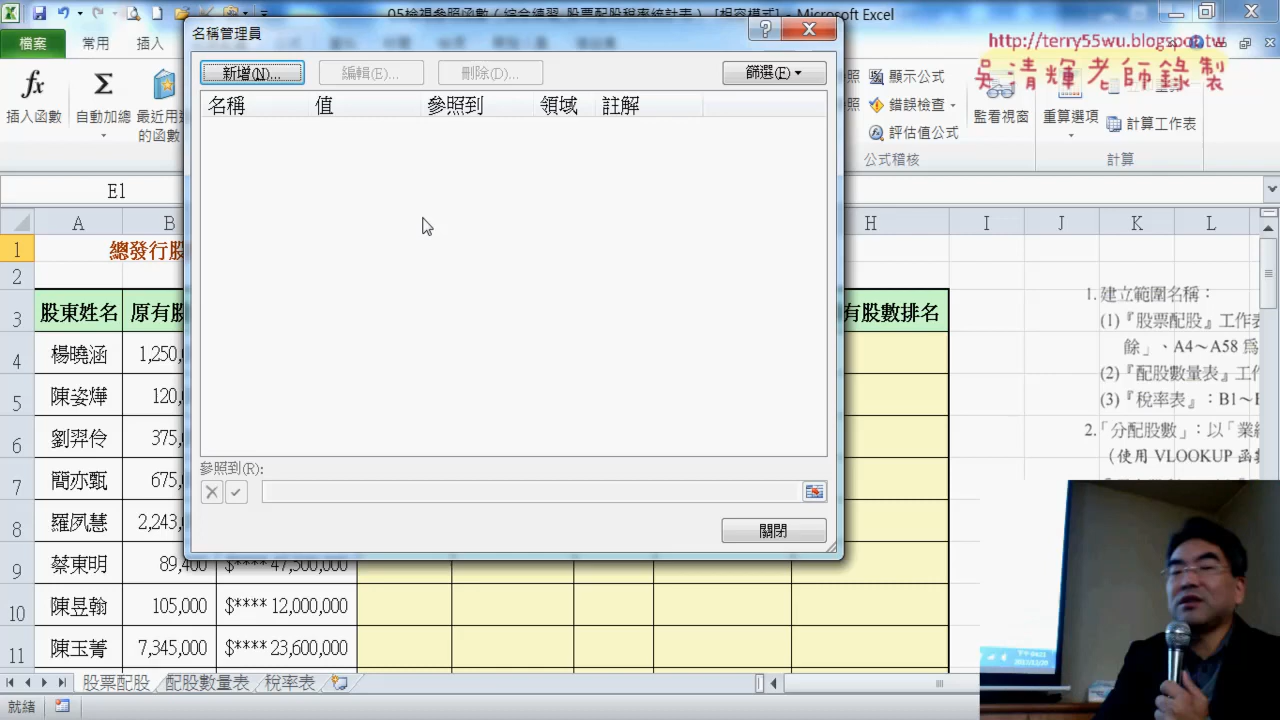 05檢視參照函數（綜合練習_股票配股稅率統計表） [相容模式] - Microsoft Excel
檔案
常用
插入
http://terry55wu.blogspot.tw
吳清輝老師錄製
插入函數
自動加總
最近用過
的函數
顯示公式
錯誤檢查
評估值公式
公式稽核
監看視窗
重算選項
計算工作表
計算
名稱管理員
新增(N)...
編輯(E)...
刪除(D)...
篩選(F)
名稱
值
參照到
領域
註解
參照到(R):
關閉
E1
A
B
H
I
J
K
L
1
總發行股
2
3
股東姓名
原有股
有股數排名
4
楊曉涵
1,250,
5
陳姿燁
120,
6
劉羿伶
375,
7
簡亦甄
675,
8
羅夙慧
2,243,
9
蔡東明
89,400
$**** 47,500,000
10
陳昱翰
105,000
$**** 12,000,000
11
陳玉菁
7,345,000
$**** 23,600,000
1. 建立範圍名稱：
(1)『股票配股』工作表
餘」、A4～A58 為
(2)『配股數量表』工作
(3)『稅率表』：B1～
2.「分配股數」：以「業績
（使用 VLOOKUP 函數
股票配股
配股數量表
稅率表
就緒